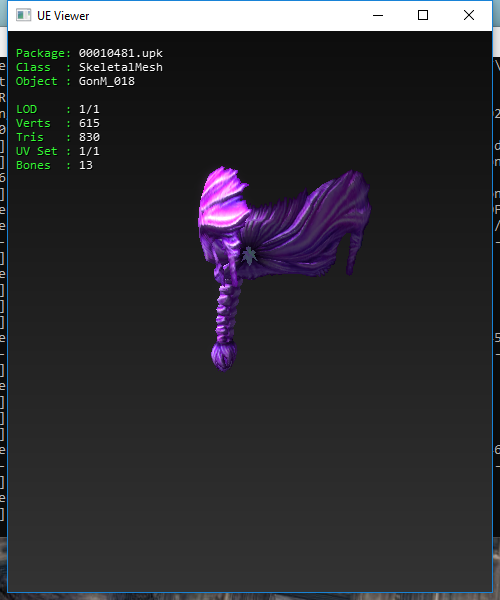 UE Viewer
Package: 00010481.upk
Class : SkeletalMesh
Object : GonM_018
LOD : 1/1
Verts : 615
Tris : 830
UV Set : 1/1
Bones : 13